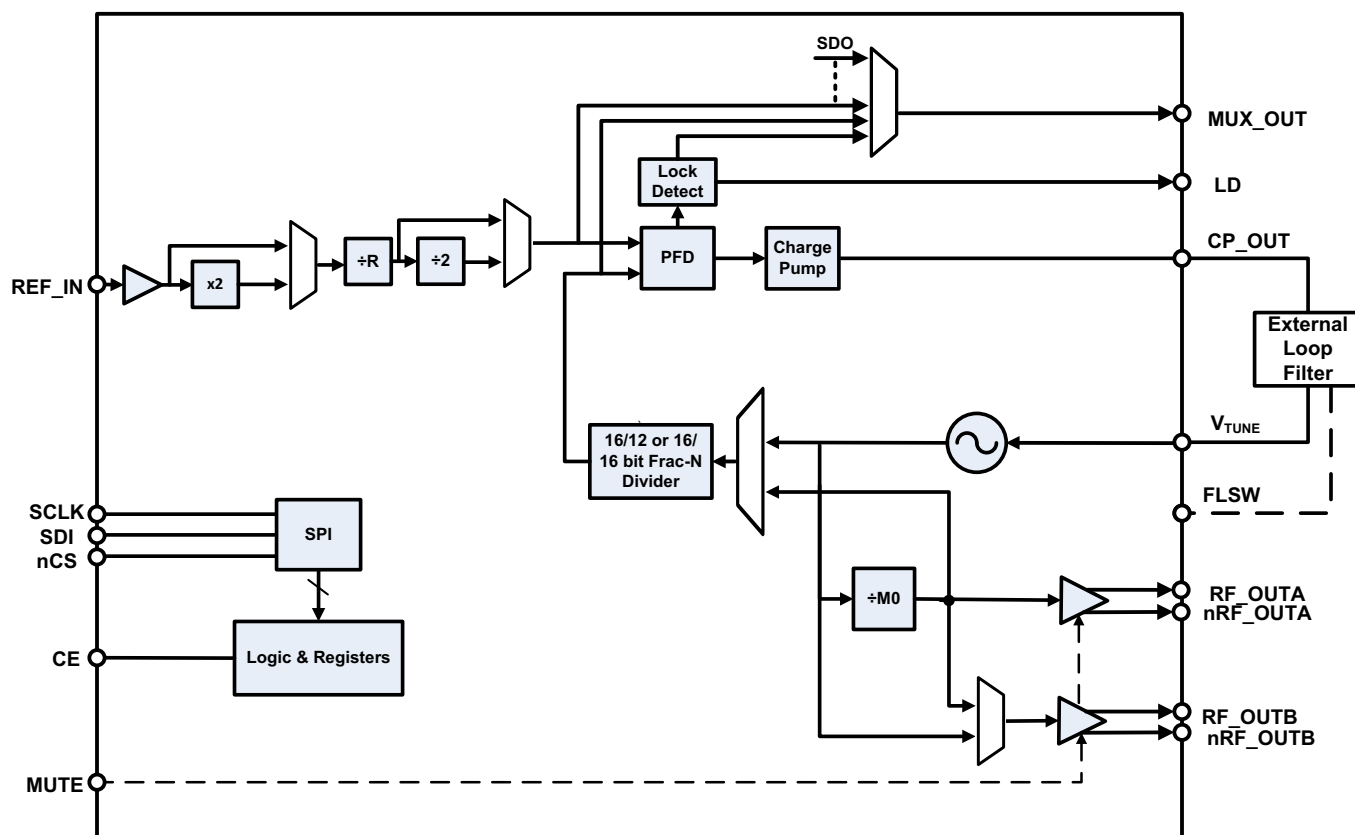 SDO
MUX_OUT
Lock
Detect
LD
CP_OUT
REF_IN
x2
÷R
÷2
PFD
Charge
Pump
External
Loop
Filter
VTUNE
16/12 or 16/
16 bit Frac-N
Divider
FLSW
SCLK
SDI
nCS
SPI
÷M0
RF_OUTA
nRF_OUTA
CE
Logic & Registers
RF_OUTB
nRF_OUTB
MUTE